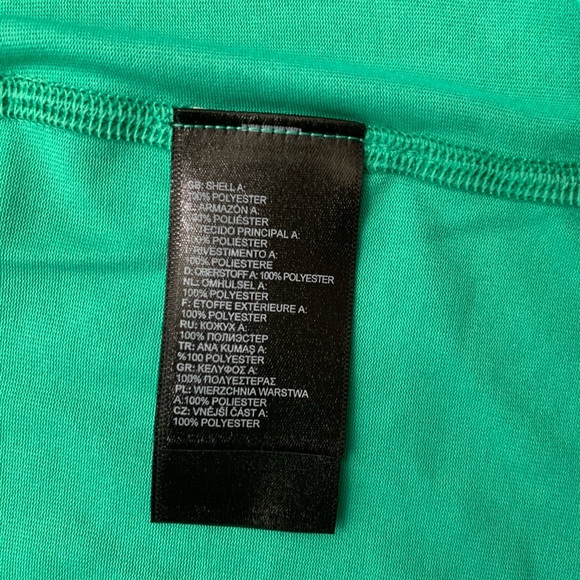 GB: SHELL A:
100% POLYESTER
E: ARMAZÓN A:
100% POLIÉSTER
P: TECIDO PRINCIPAL A:
100% POLIÉSTER
I: RIVESTIMENTO A:
100% POLIESTERE
D: OBERSTOFF A: 100% POLYESTER
NL: OMHULSEL A:
100% POLYESTER
F: ÉTOFFE EXTÉRIEURE A:
100% POLYESTER
RU: КОЖУХ A:
100% ПОЛИЭСТЕР
TR: ANA KUMAŞ A:
%100 POLYESTER
GR: ΚΕΛΥΦΟΣ A:
100% ΠΟΛΥΕΣΤΕΡΑΣ
PL: WIERZCHNIA WARSTWA
A:100% POLIESTER
CZ: VNĚJŠÍ ČÁST A:
100% POLYESTER